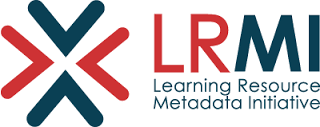 LRMI
Learning Resource
Metadata Initiative